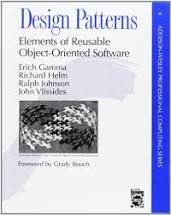 Design Patterns
Elements of Reusable
Object-Oriented Software
Erich Gamma
Richard Helm
Ralph Johnson
John Vlissides
Foreword by Grady Booch
ADDISON-WESLEY PROFESSIONAL COMPUTING SERIES